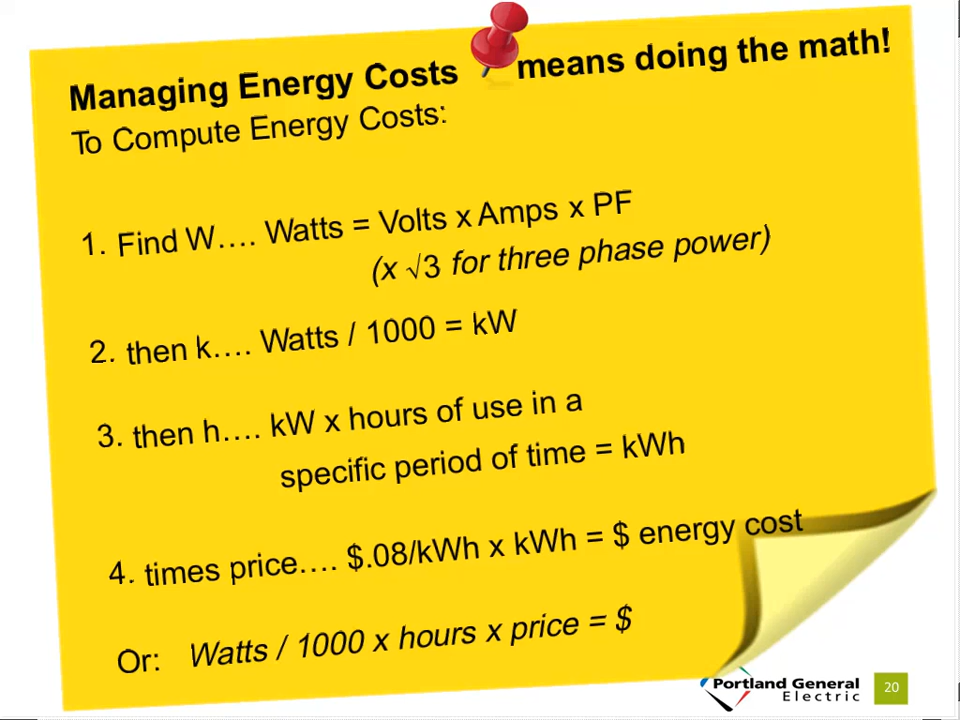 Managing Energy Costs means doing the math!
To Compute Energy Costs:
1. Find W…. Watts = Volts x Amps x PF
(x √3 for three phase power)
2. then k…. Watts / 1000 = kW
3. then h…. kW x hours of use in a
specific period of time = kWh
4. times price…. $.08/kWh x kWh = $ energy cost
Or: Watts / 1000 x hours x price = $
Portland General
Electric
20